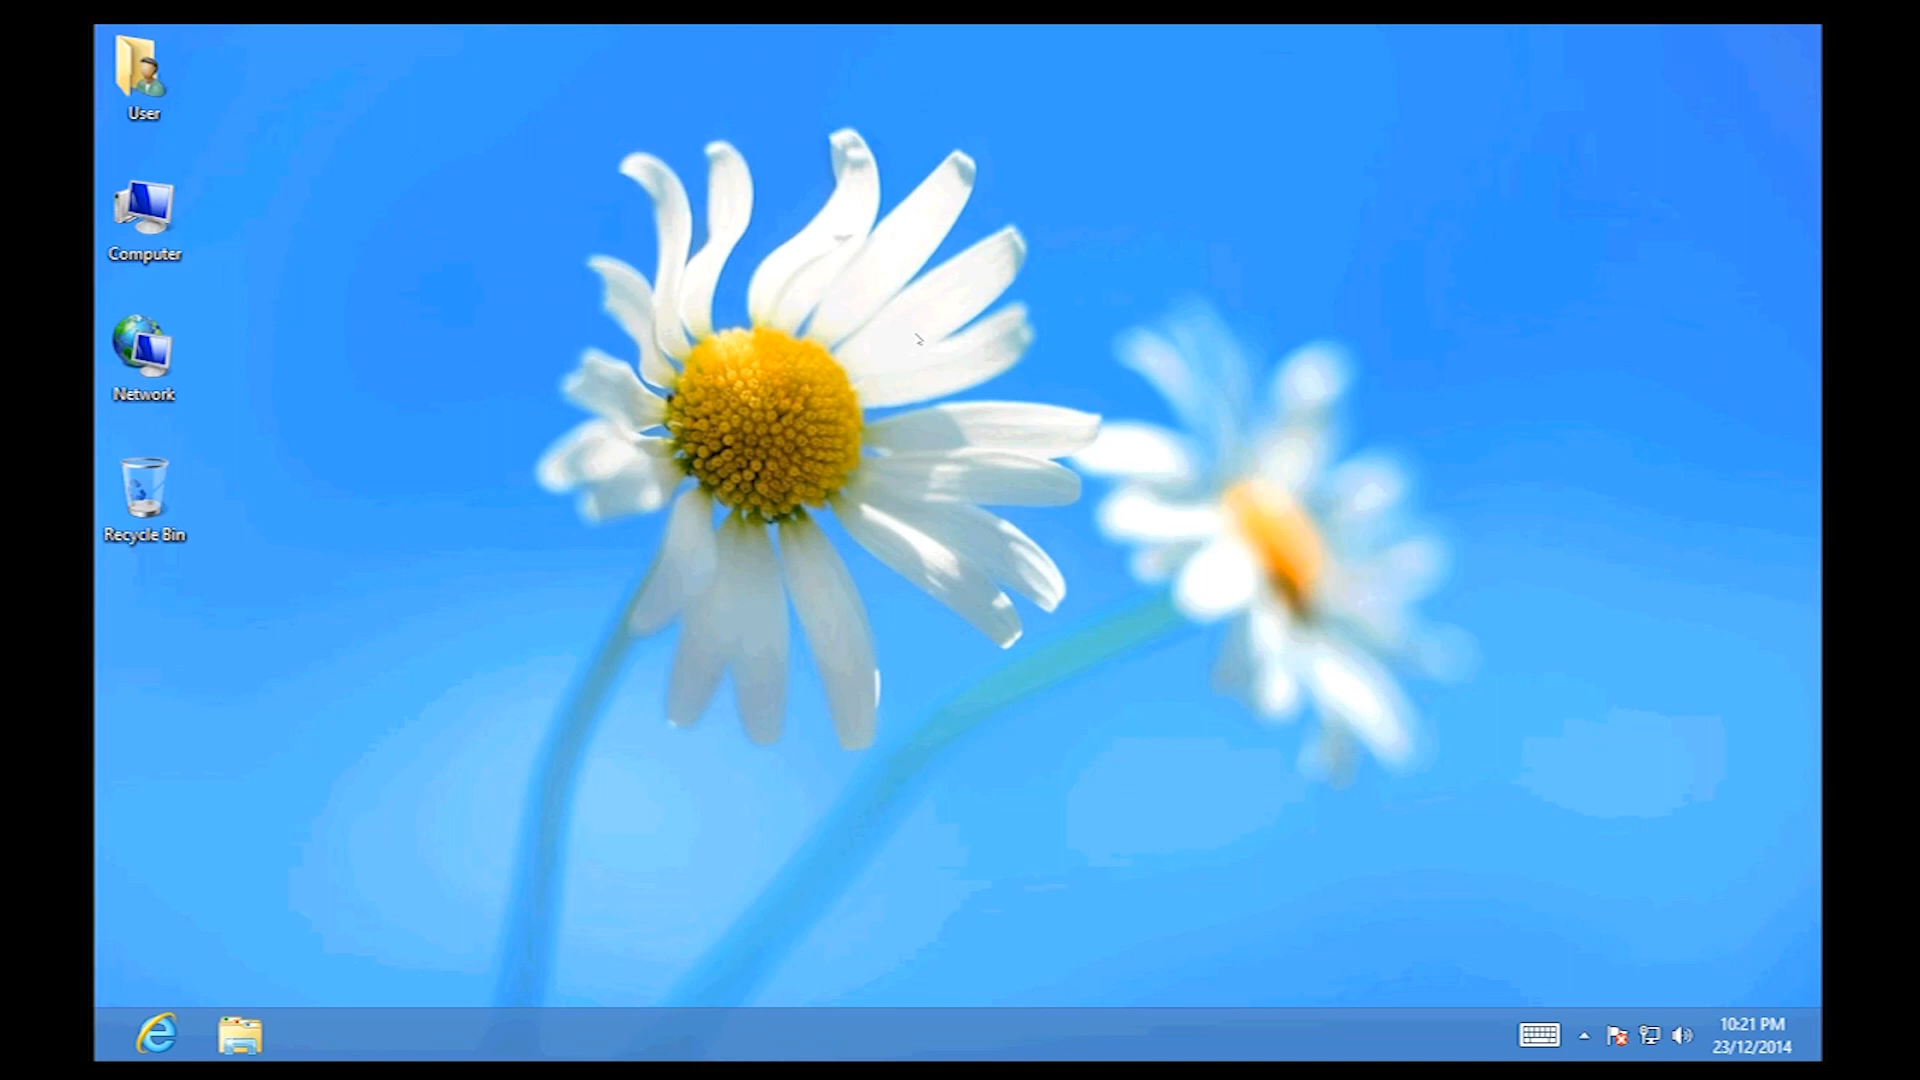 User
Computer
Network
Recycle Bin
10:21 PM
23/12/2014